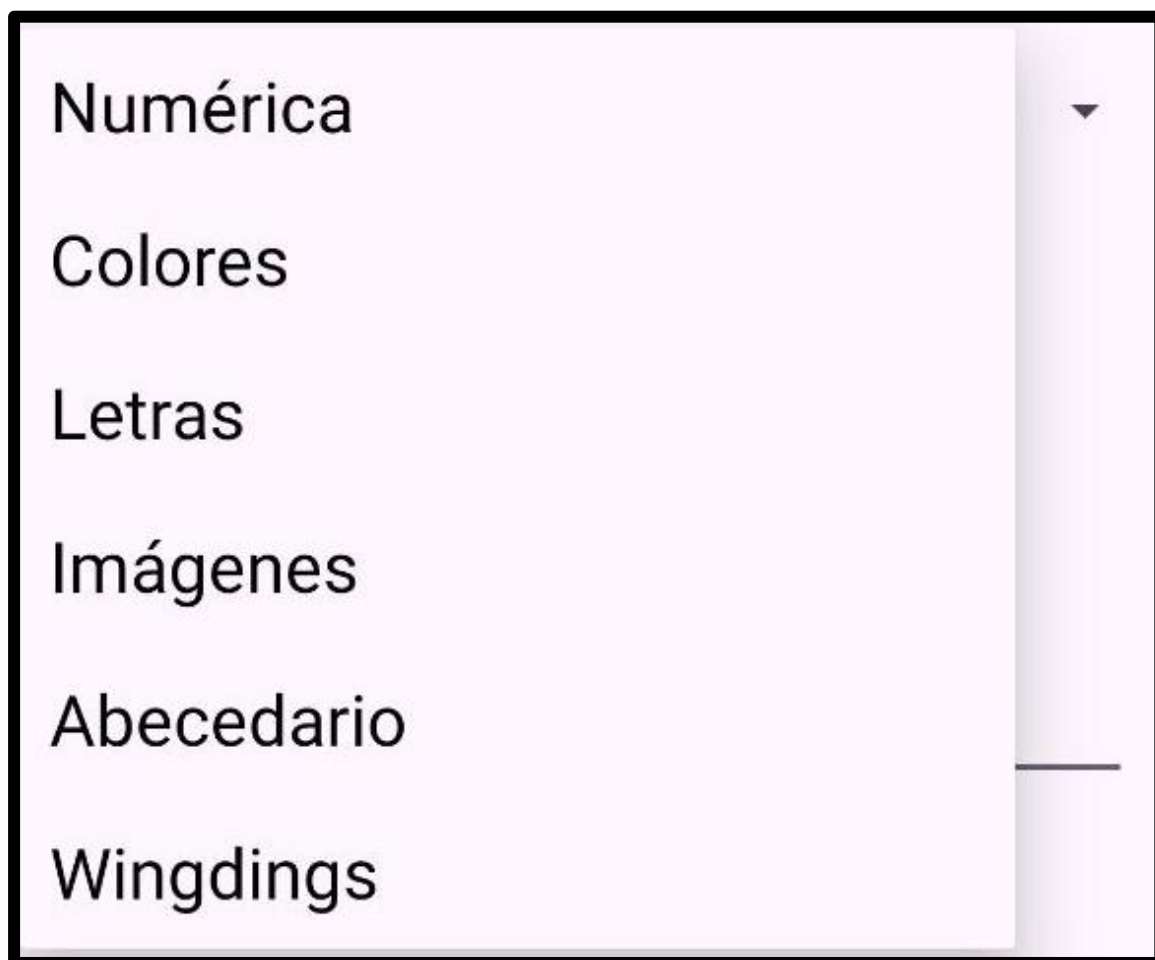 Numérica
Colores
Letras
Imágenes
Abecedario
Wingdings